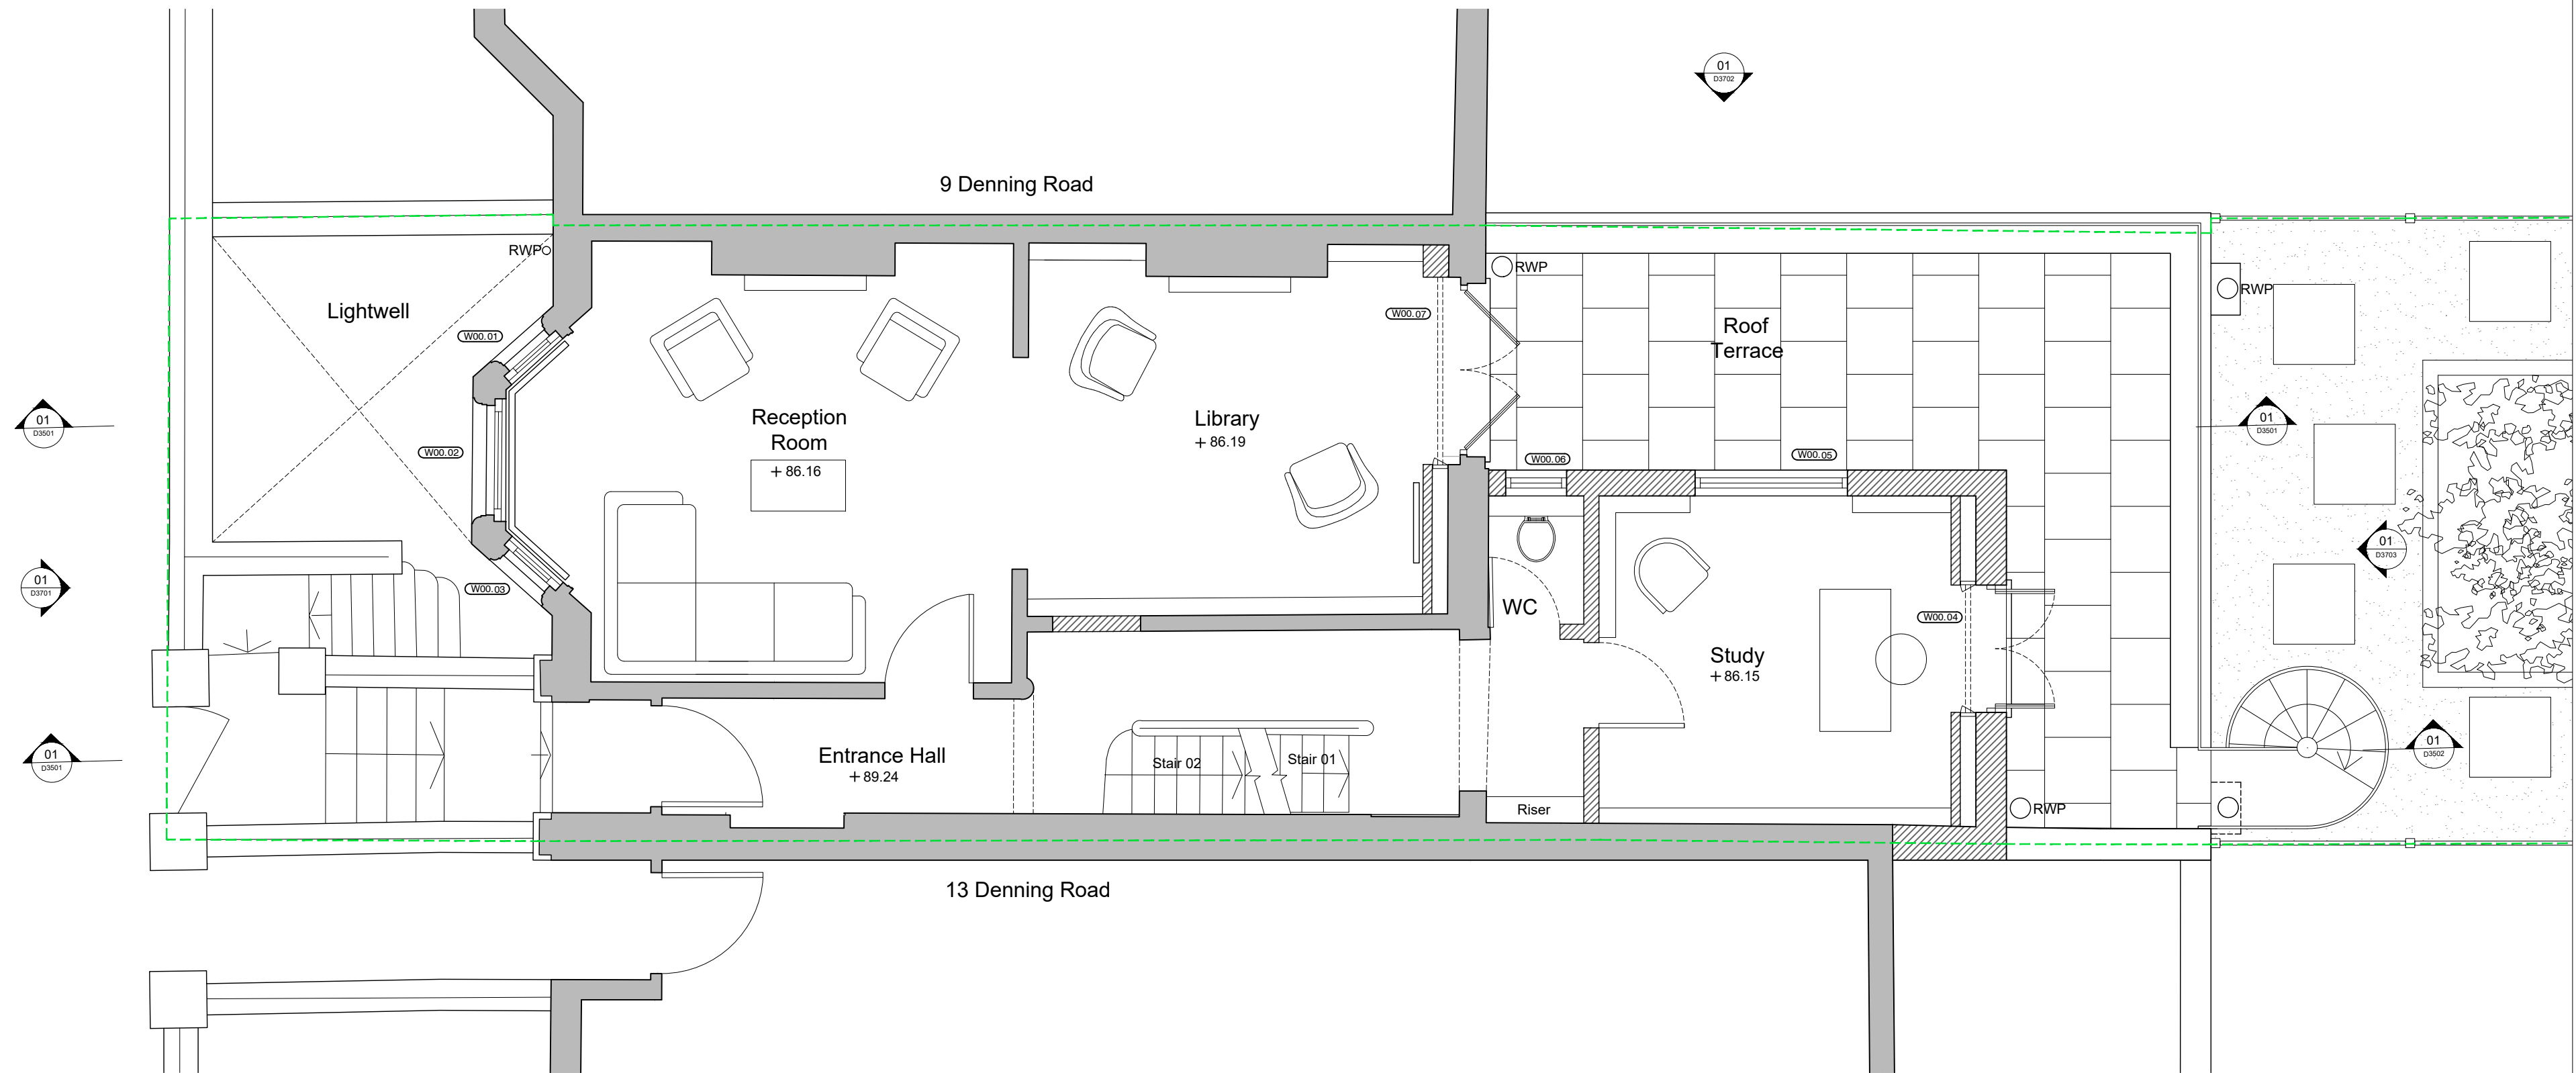 01
D3702
9 Denning Road
RWP
Lightwell
W00.01
W00.07
RWP
Roof
Terrace
RWP
01
D3501
Reception
Room
+ 86.16
Library
+ 86.19
01
D3501
W00.02
W00.06
W00.05
01
D3701
W00.03
WC
W00.04
01
D3703
Study
+ 86.15
01
D3501
Entrance Hall
+ 89.24
Stair 02
Stair 01
01
D3502
Riser
RWP
13 Denning Road